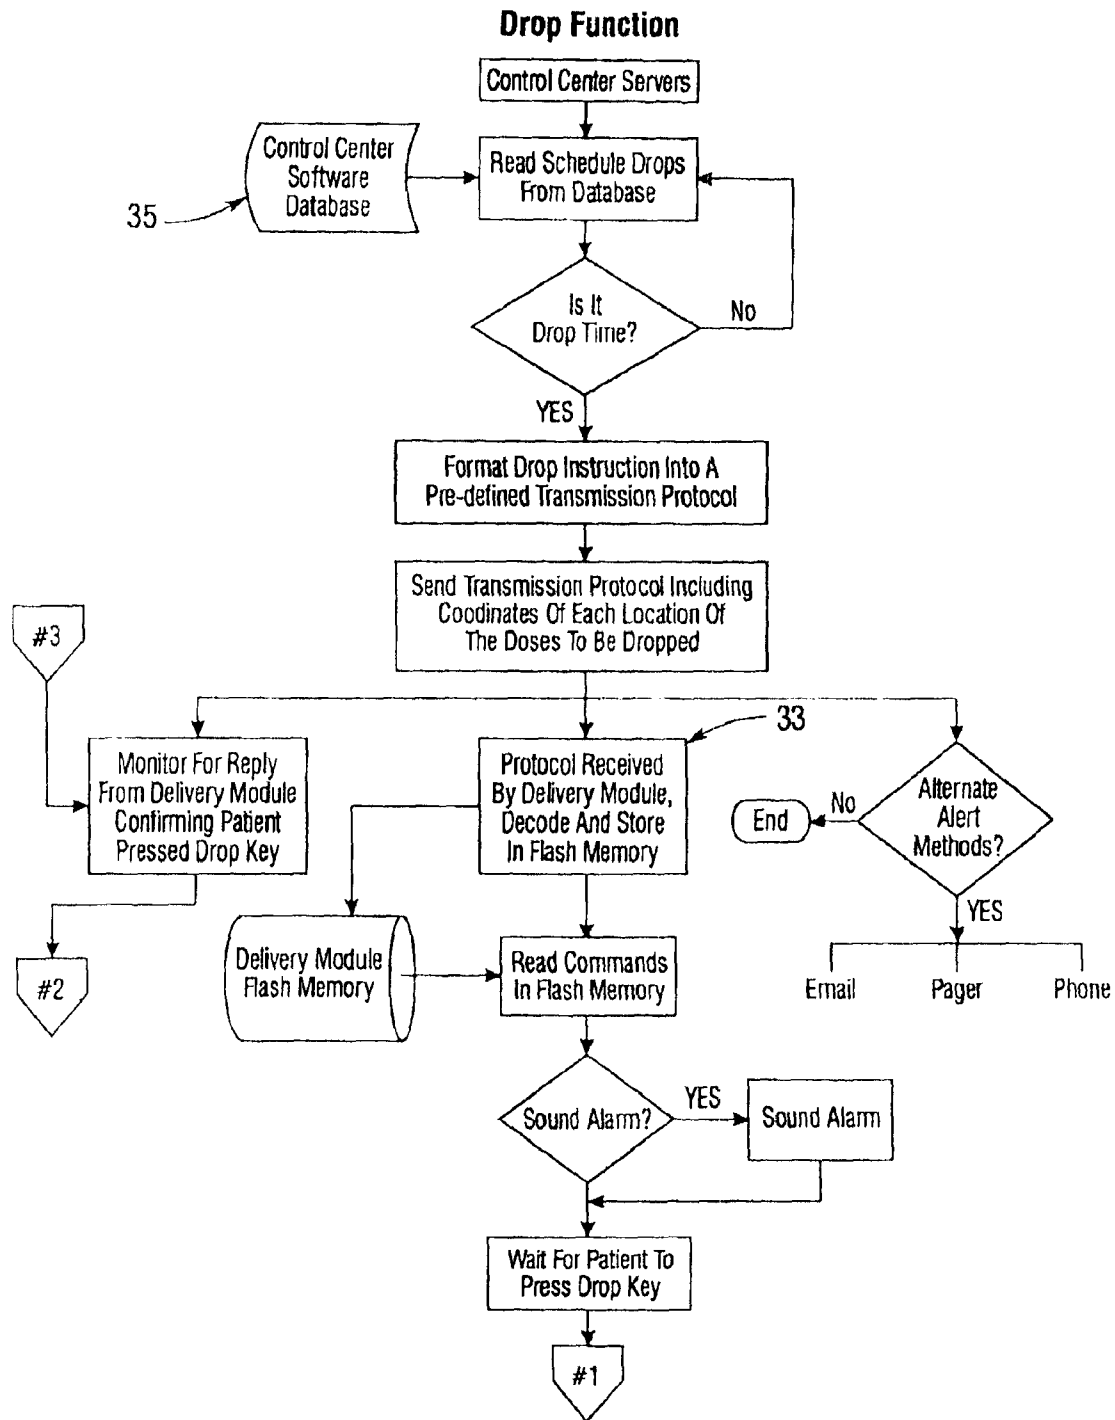 Drop Function
Control Center Servers
Control Center
Software
Database
35
Read Schedule Drops
From Database
Is It
Drop Time?
No
YES
Format Drop Instruction Into A
Pre-defined Transmission Protocol
Send Transmission Protocol Including
Coodinates Of Each Location Of
The Doses To Be Dropped
#3
33
Monitor For Reply
From Delivery Module
Confirming Patient
Pressed Drop Key
Protocol Received
By Delivery Module,
Decode And Store
In Flash Memory
Alternate
Alert
Methods?
No
End
YES
Email
Pager
Phone
#2
Delivery Module
Flash Memory
Read Commands
In Flash Memory
Sound Alarm?
YES
Sound Alarm
Wait For Patient To
Press Drop Key
#1